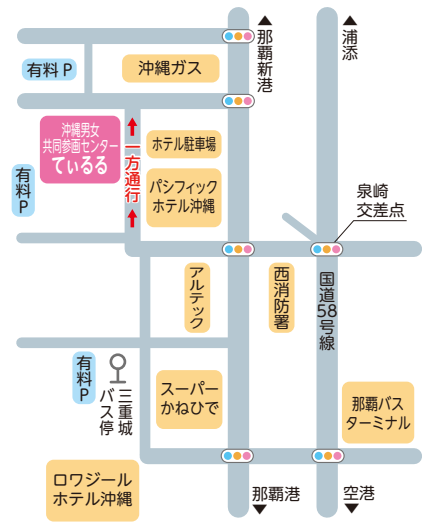 那覇新港
浦添
有料P
沖縄ガス
沖縄男女
共同参画センター
てぃるる
一方通行
ホテル駐車場
有料P
パシフィック
ホテル沖縄
泉崎
交差点
アルテック
西消防署
国道58号線
有料P
三重城
バス停
スーパー
かねひで
那覇バス
ターミナル
ロワジール
ホテル沖縄
那覇港
空港